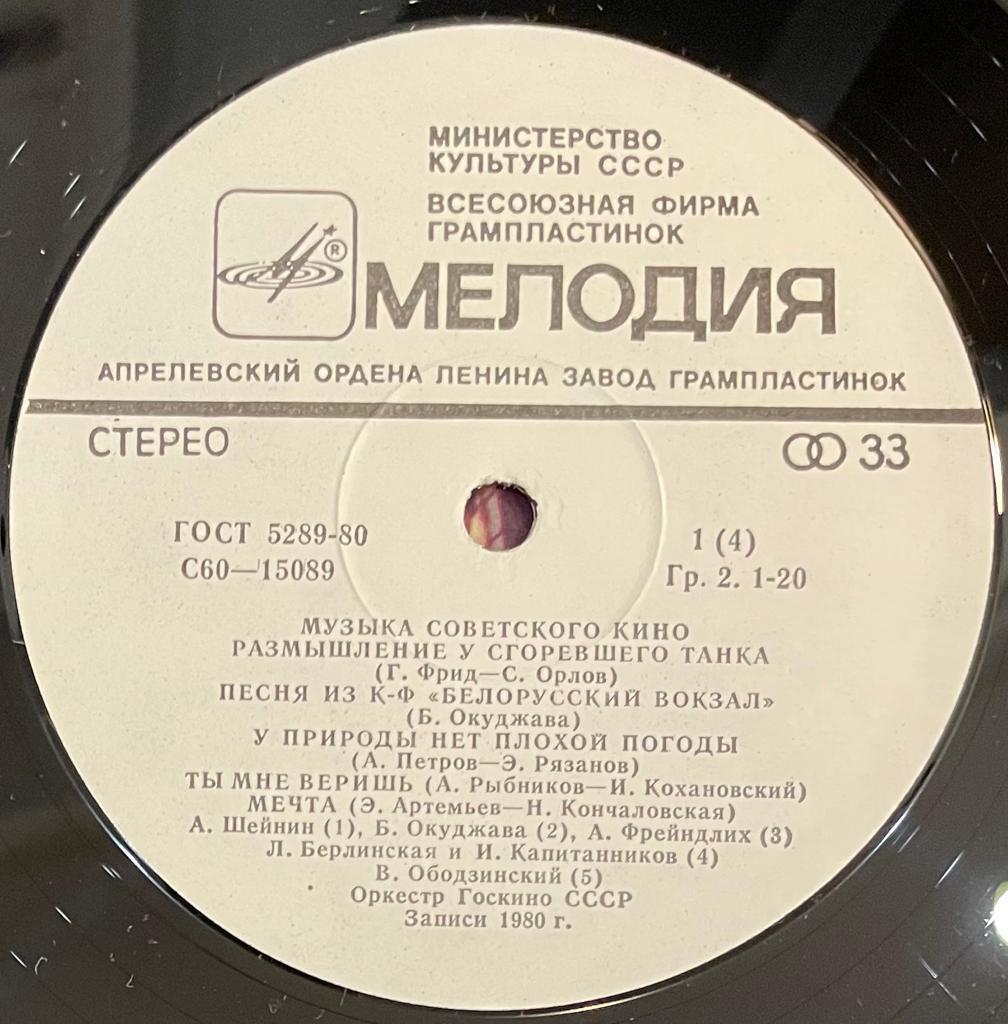 МИНИСТЕРСТВО
КУЛЬТУРЫ СССР
ВСЕСОЮЗНАЯ ФИРМА
ГРАМПЛАСТИНОК
®
МЕЛОДИЯ
АПРЕЛЕВСКИЙ ОРДЕНА ЛЕНИНА ЗАВОД ГРАМПЛАСТИНОК
СТЕРЕО
33
ГОСТ 5289-80
1 (4)
С60—15089
Гр. 2. 1-20
МУЗЫКА СОВЕТСКОГО КИНО
РАЗМЫШЛЕНИЕ У СГОРЕВШЕГО ТАНКА
(Г. Фрид—С. Орлов)
ПЕСНЯ ИЗ К-Ф «БЕЛОРУССКИЙ ВОКЗАЛ»
(Б. Окуджава)
У ПРИРОДЫ НЕТ ПЛОХОЙ ПОГОДЫ
(А. Петров—Э. Рязанов)
ТЫ МНЕ ВЕРИШЬ (А. Рыбников—И. Кохановский)
МЕЧТА (Э. Артемьев—Н. Кончаловская)
А. Шейнин (1), Б. Окуджава (2), А. Фрейндлих (3)
Л. Берлинская и И. Капитанников (4)
В. Ободзинский (5)
Оркестр Госкино СССР
Записи 1980 г.